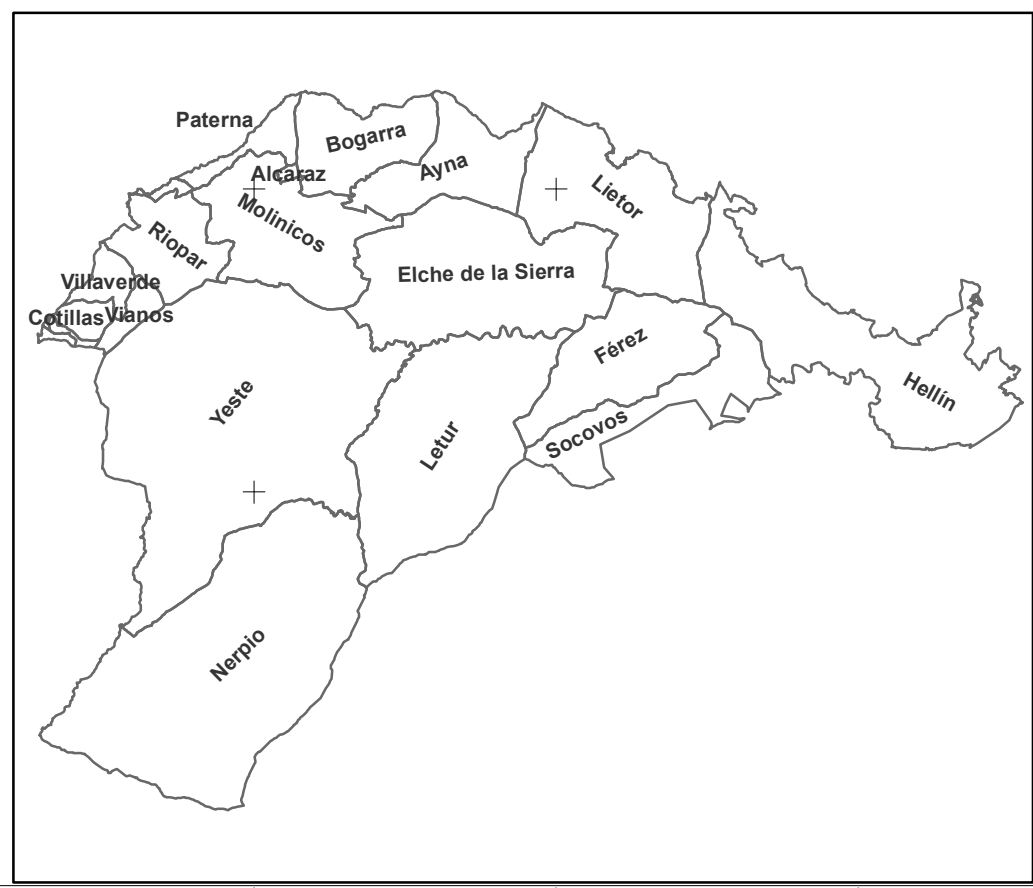 Paterna
Bogarra
Ayna
Alcaraz
Lietor
Molinicos
Riopar
Elche de la Sierra
Villaverde
Cotillas
Vianos
Férez
Hellín
Yeste
Letur
Socovos
Nerpio